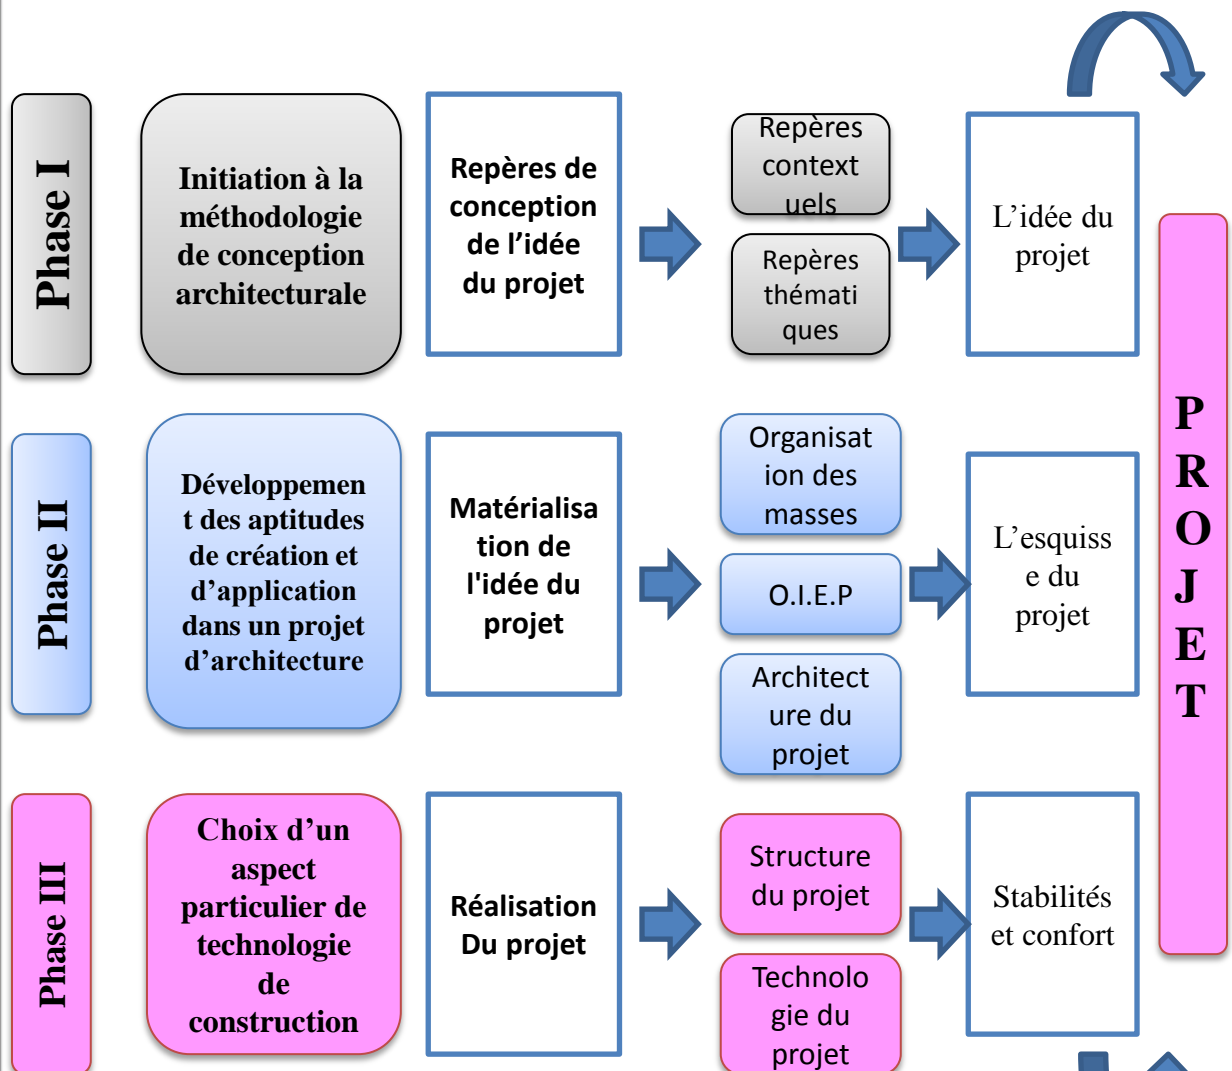 Phase I
Initiation à la
méthodologie
de conception
architecturale
Repères de
conception
de l’idée
du projet
Repères
context
uels
Repères
thémati
ques
L’idée du
projet
Phase II
Développemen
t des aptitudes
de création et
d’application
dans un projet
d’architecture
Matérialisa
tion de
l'idée du
projet
Organisat
ion des
masses
O.I.E.P
Architect
ure du
projet
L’esquiss
e du
projet
Phase III
Choix d’un
aspect
particulier de
technologie
de
construction
Réalisation
Du projet
Structure
du projet
Technolo
gie du
projet
Stabilités
et confort
P
R
O
J
E
T